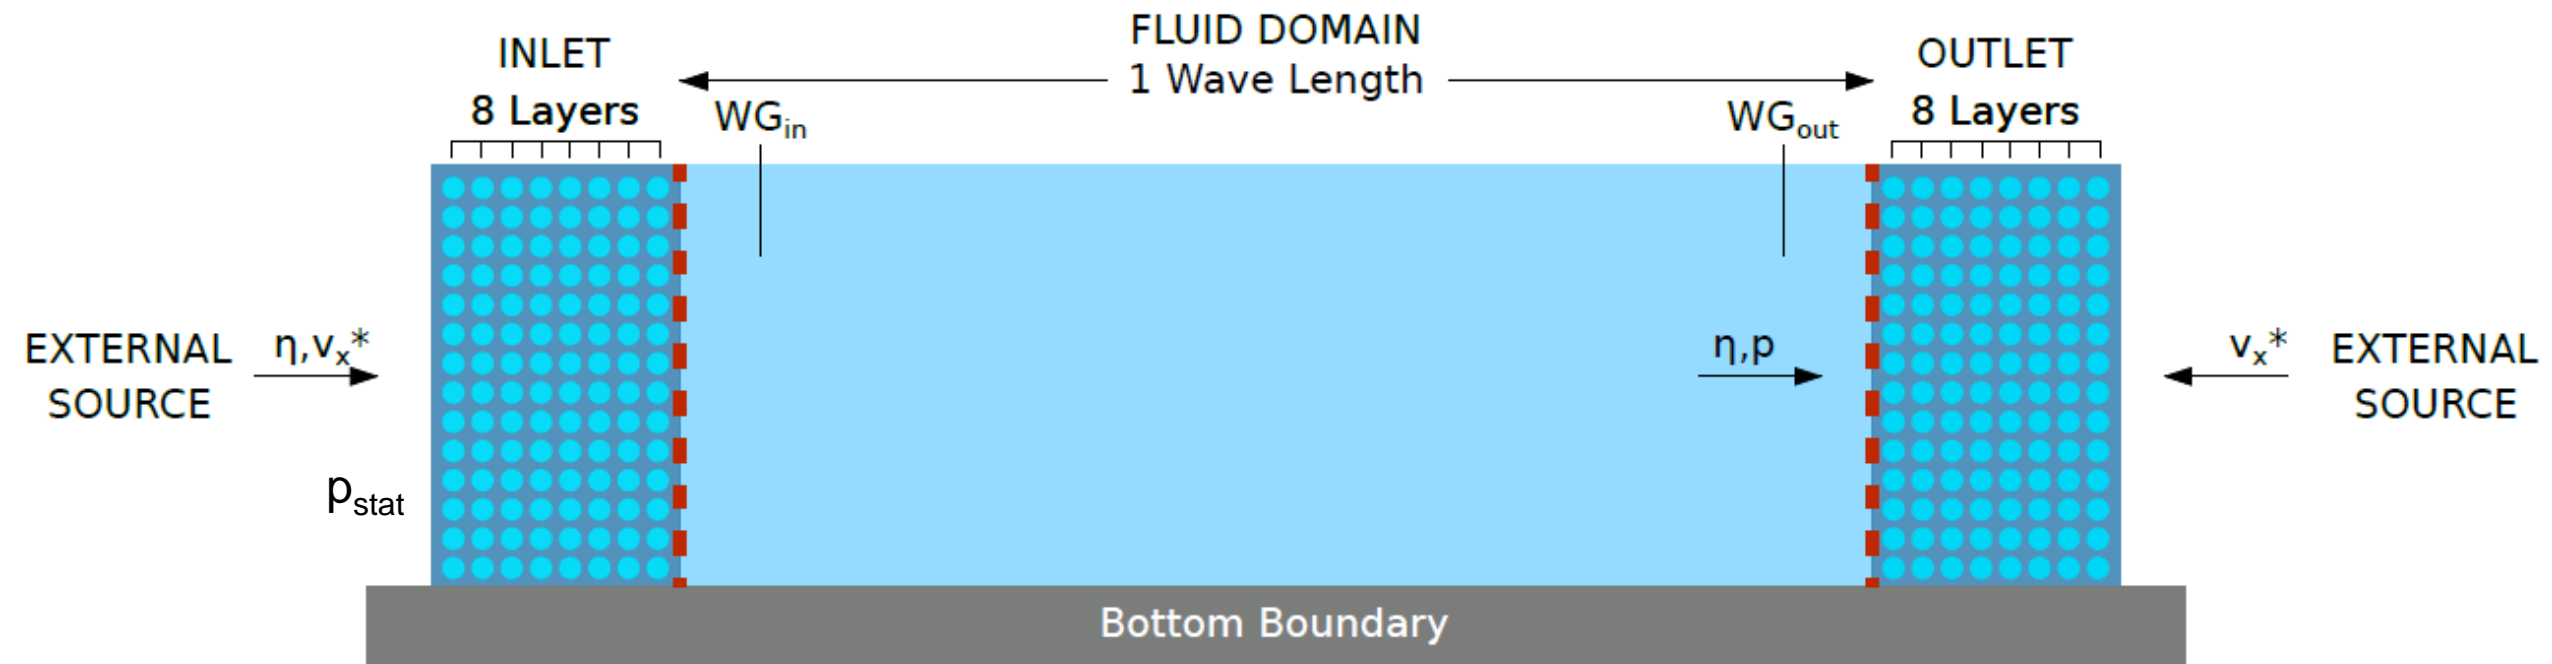 FLUID DOMAIN
1 Wave Length
INLET
8 Layers
OUTLET
8 Layers
WGin
WGout
EXTERNAL
SOURCE
η,vx*
η,p
vx*
EXTERNAL
SOURCE
pstat
Bottom Boundary